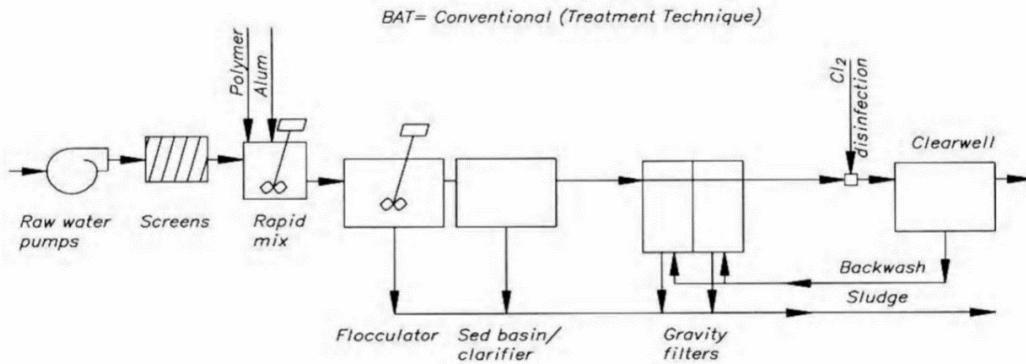 BAT= Conventional (Treatment Technique)
Polymer
Alum
Cl2
disinfection
Clearwell
Raw water
pumps
Screens
Rapid
mix
Backwash
Sludge
Flocculator
Sed basin/
clarifier
Gravity
filters